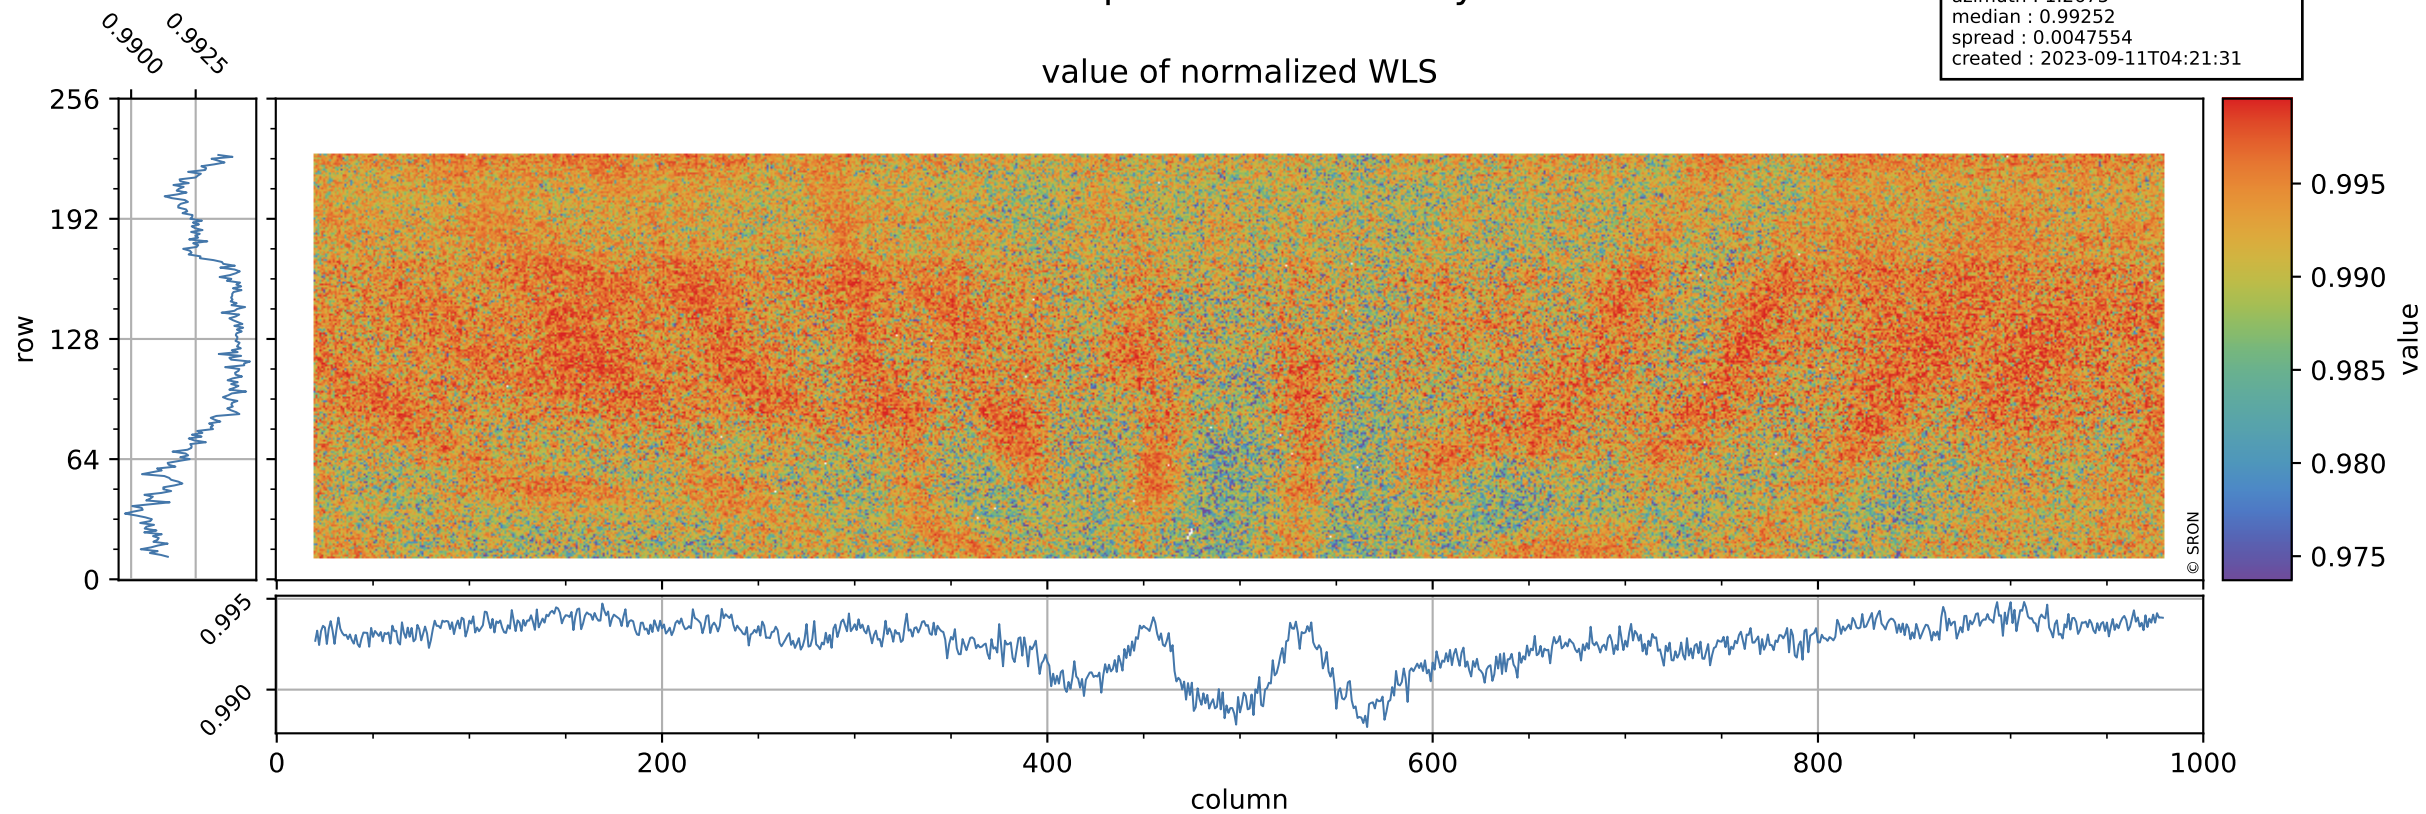 median : 0.99252
spread : 0.0047554
created : 2023-09-11T04:21:31
value of normalized WLS
0.9900
0.9925
256
192
128
64
0
row
0.995
0.990
0.985
0.980
0.975
value
© SRON
0.995
0.990
0
200
400
600
800
1000
column